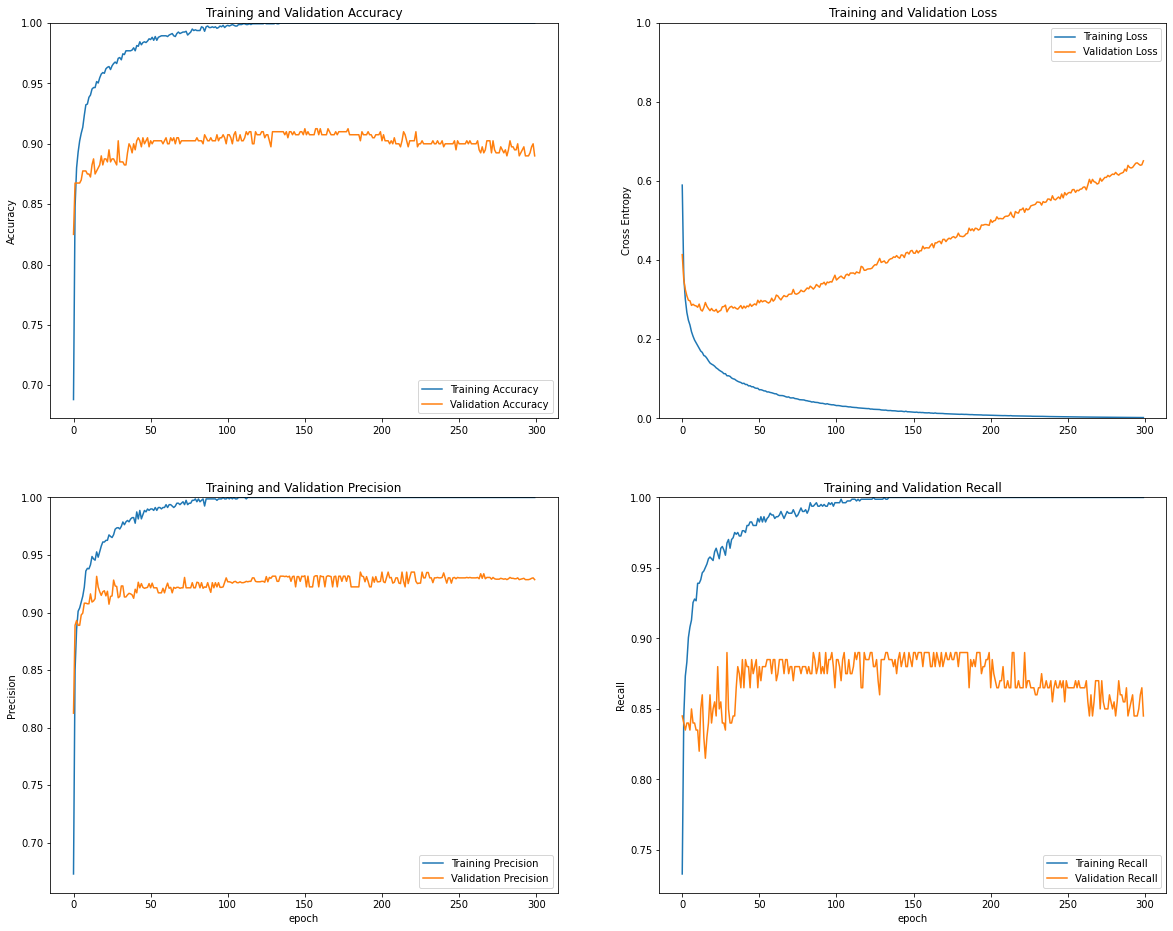 Training and Validation Accuracy
1.00
0.95
0.90
0.85
0.80
0.75
0.70
Accuracy
Training Accuracy
Validation Accuracy
0 50 100 150 200 250 300
Training and Validation Loss
1.0
0.8
0.6
0.4
0.2
0.0
Cross Entropy
Training Loss
Validation Loss
0 50 100 150 200 250 300
Training and Validation Precision
1.00
0.95
0.90
0.85
0.80
0.75
0.70
Precision
Training Precision
Validation Precision
0 50 100 150 200 250 300
epoch
Training and Validation Recall
1.00
0.95
0.90
0.85
0.80
0.75
Recall
Training Recall
Validation Recall
0 50 100 150 200 250 300
epoch